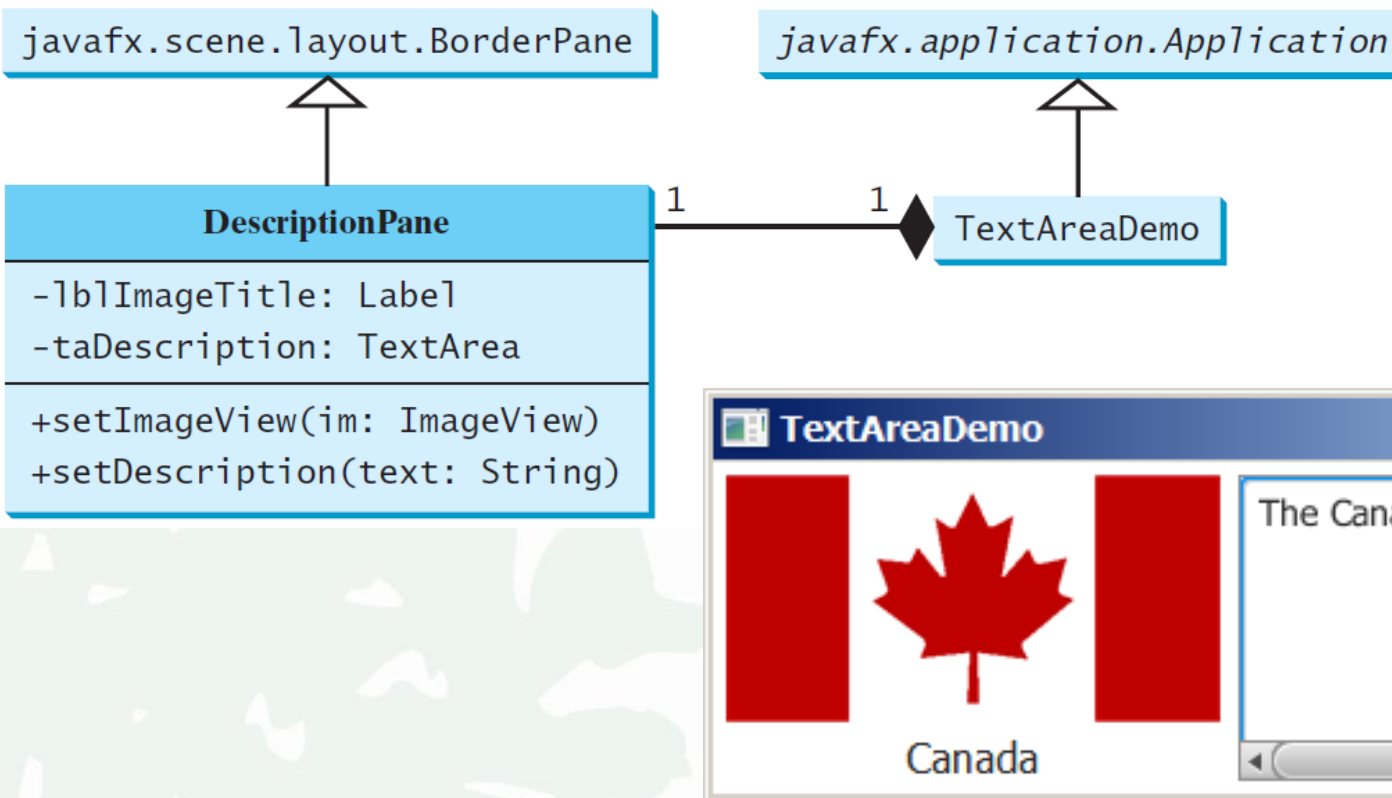 javafx.scene.layout.BorderPane
javafx.application.Application
DescriptionPane
-lblImageTitle: Label
-taDescription: TextArea
+setImageView(im: ImageView)
+setDescription(text: String)
1
1
TextAreaDemo
TextAreaDemo
The
Canada